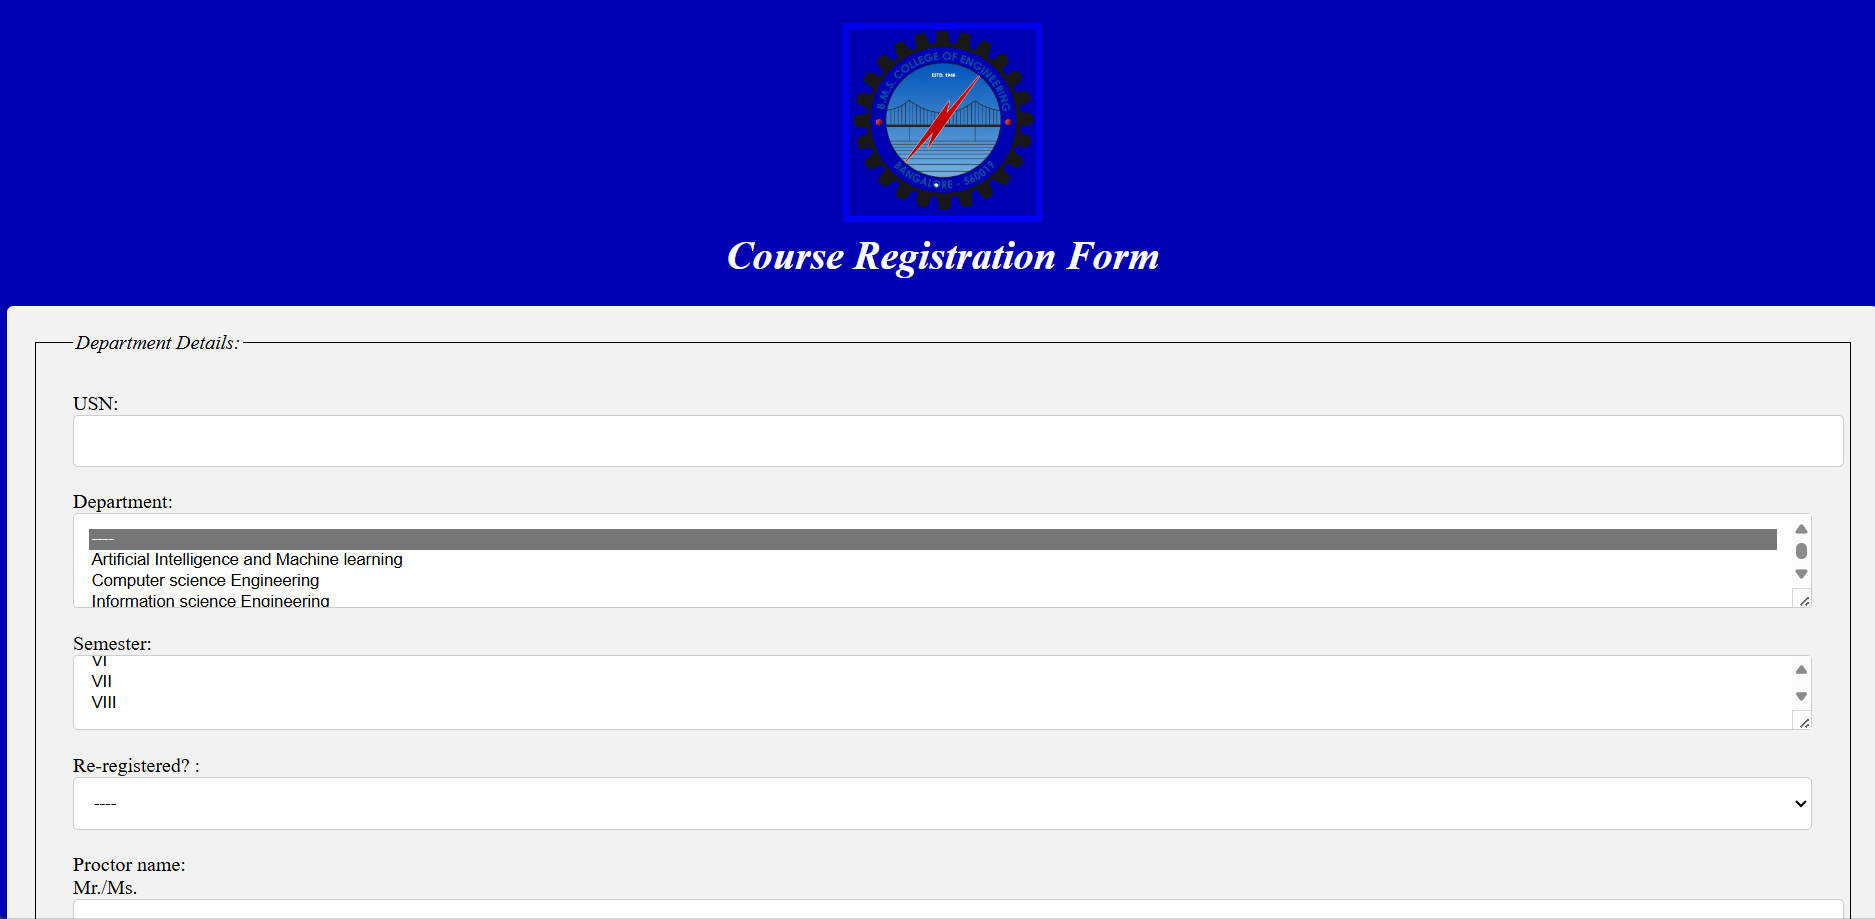 B.M.S. COLLEGE OF ENGINEERING
ESTD. 1946
BANGALORE - 560019
Course Registration Form
Department Details:
USN:
Department:
----
Artificial Intelligence and Machine learning
Computer science Engineering
Information science Engineering
Semester:
VI
VII
VIII
Re-registered? :
----
Proctor name:
Mr./Ms.